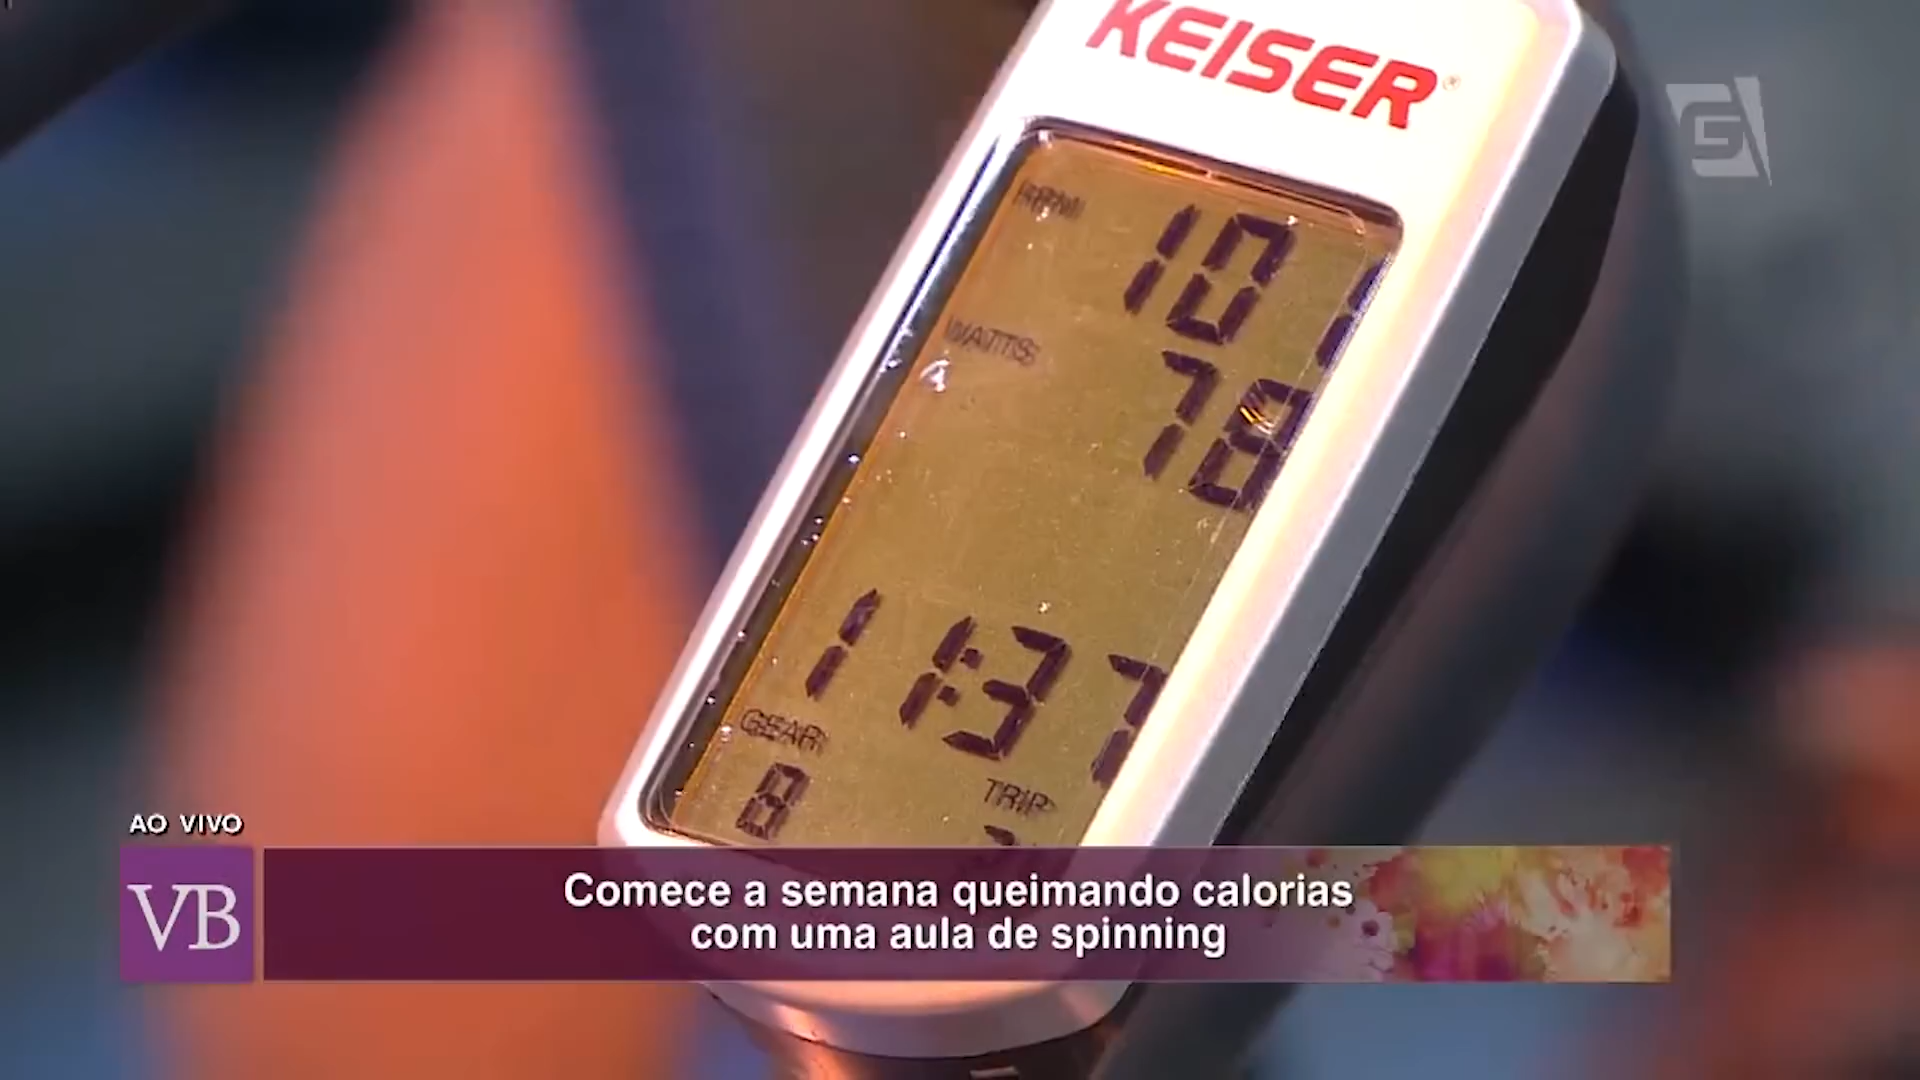 KEISER®
RPM
10
WATTS
78
11:37
GEAR
8
TRIP
AO VIVO
VB
Comece a semana queimando calorias
com uma aula de spinning